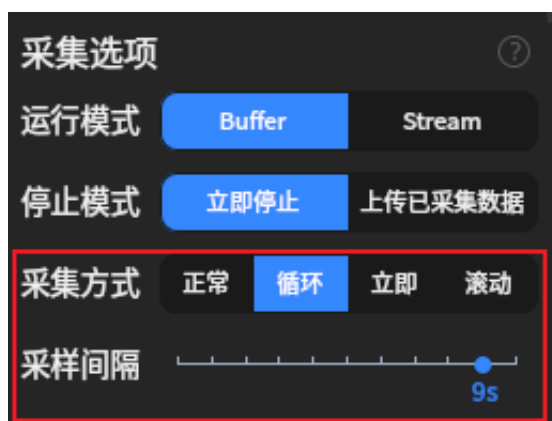 采集选项 ?
运行模式 Buffer Stream
停止模式 立即停止 上传已采集数据
采集方式 正常 循环 立即 滚动
采样间隔
9s